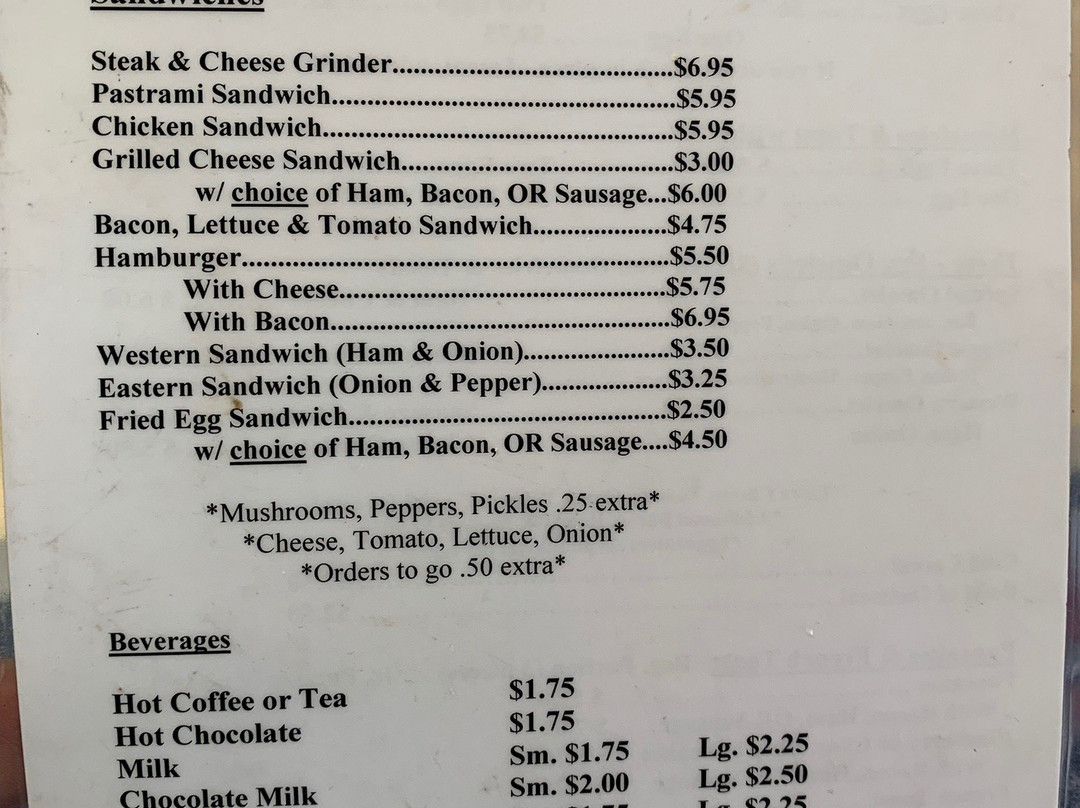 Sandwiches
Steak & Cheese Grinder.............................................$6.95
Pastrami Sandwich.......................................................$5.95
Chicken Sandwich.........................................................$5.95
Grilled Cheese Sandwich............................................$3.00
w/ choice of Ham, Bacon, OR Sausage...$6.00
Bacon, Lettuce & Tomato Sandwich......................$4.75
Hamburger.....................................................................$5.50
With Cheese.....................................................$5.75
With Bacon.......................................................$6.95
Western Sandwich (Ham & Onion)........................$3.50
Eastern Sandwich (Onion & Pepper).....................$3.25
Fried Egg Sandwich....................................................$2.50
w/ choice of Ham, Bacon, OR Sausage....$4.50
*Mushrooms, Peppers, Pickles .25 extra*
*Cheese, Tomato, Lettuce, Onion*
*Orders to go .50 extra*
Beverages
Hot Coffee or Tea $1.75
Hot Chocolate $1.75
Milk Sm. $1.75 Lg. $2.25
Chocolate Milk Sm. $2.00 Lg. $2.50
Lg. $2.25